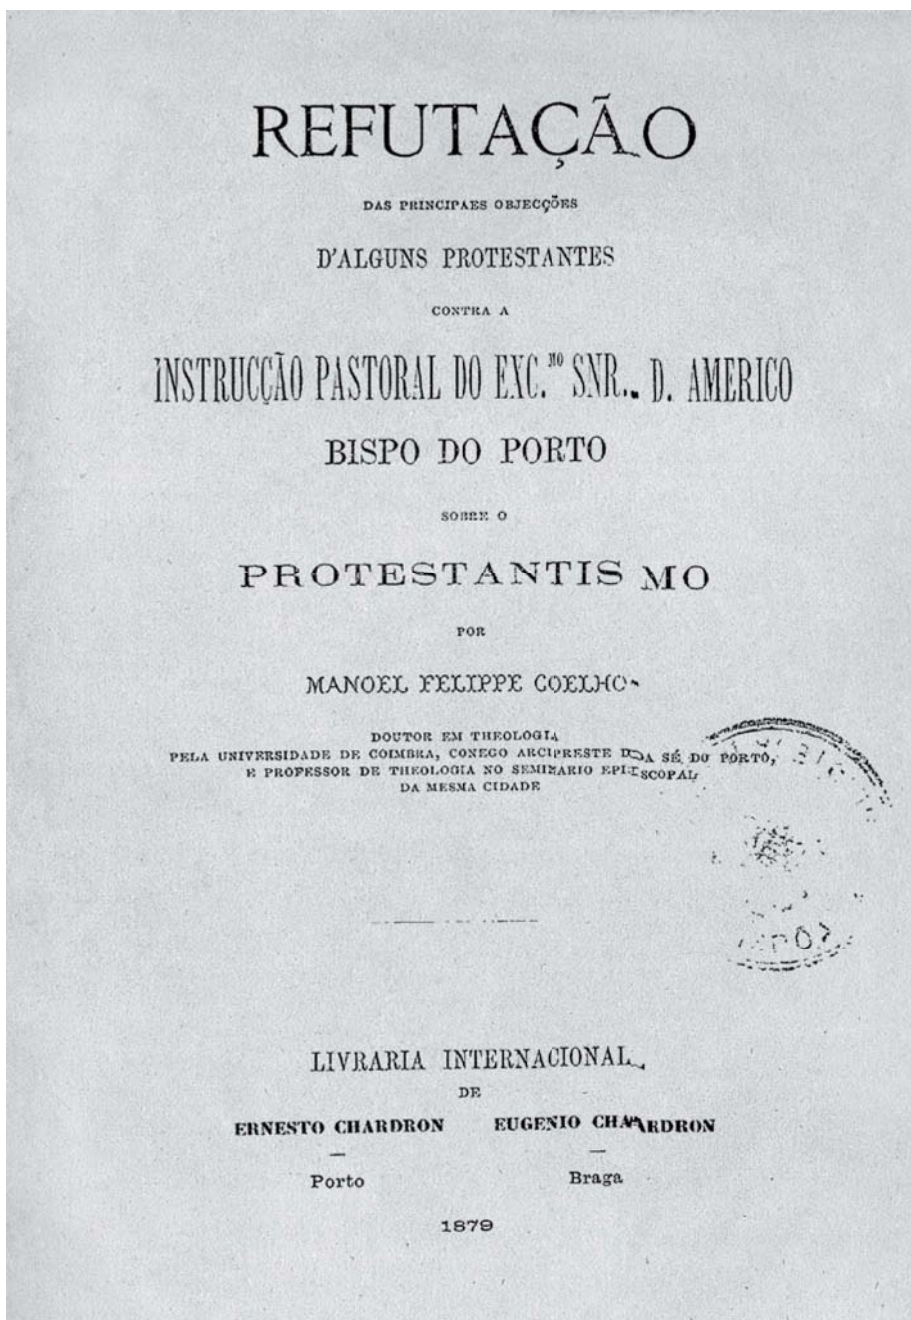 REFUTAÇÃO
DAS PRINCIPAES OBJECÇÕES
D'ALGUNS PROTESTANTES
CONTRA A
INSTRUCÇÃO PASTORAL DO EXC.MO SNR. D. AMERICO
BISPO DO PORTO
SOBRE O
PROTESTANTISMO
POR
MANOEL FELIPPE COELHO
DOUTOR EM THEOLOGIA
PELA UNIVERSIDADE DE COIMBRA, CONEGO ARCIPRESTE DA SÉ DO PORTO,
E PROFESSOR DE THEOLOGIA NO SEMINARIO EPISCOPAL
DA MESMA CIDADE
LIVRARIA INTERNACIONAL
DE
ERNESTO CHARDRON EUGENIO CHARDRON
Porto Braga
1879